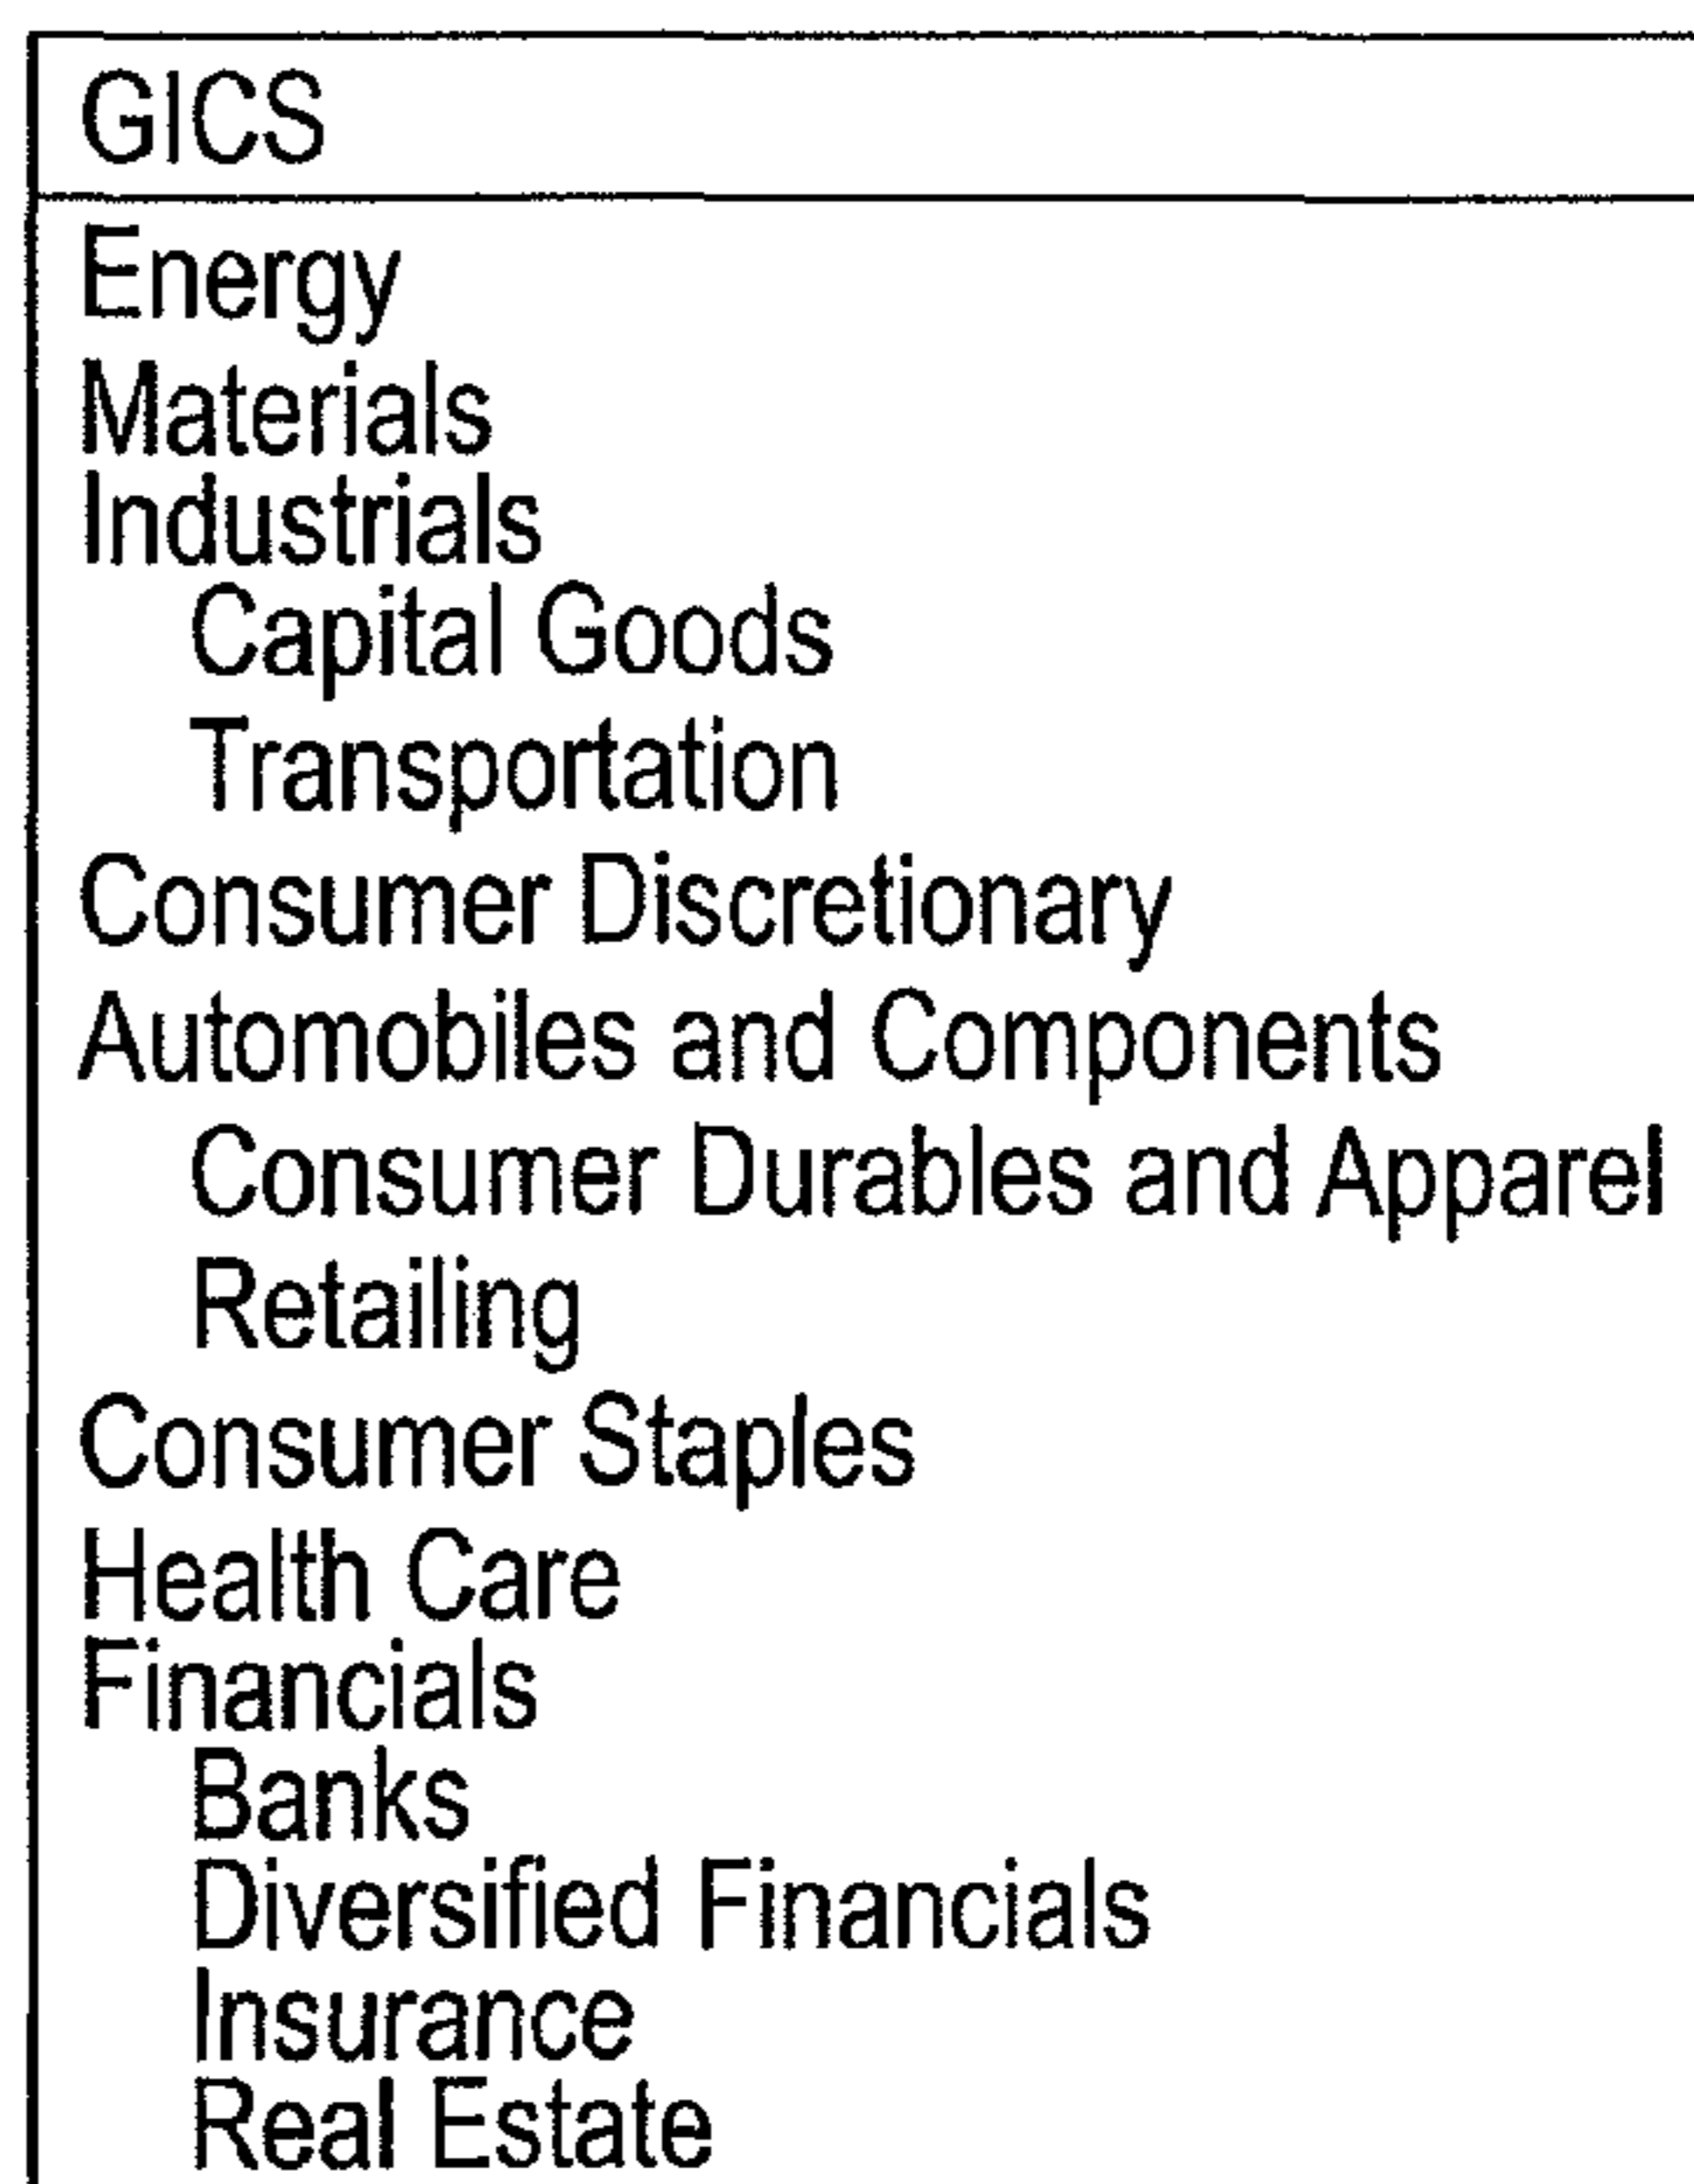 GICS
Energy
Materials
Industrials
Capital Goods
Transportation
Consumer Discretionary
Automobiles and Components
Consumer Durables and Apparel
Retailing
Consumer Staples
Health Care
Financials
Banks
Diversified Financials
Insurance
Real Estate